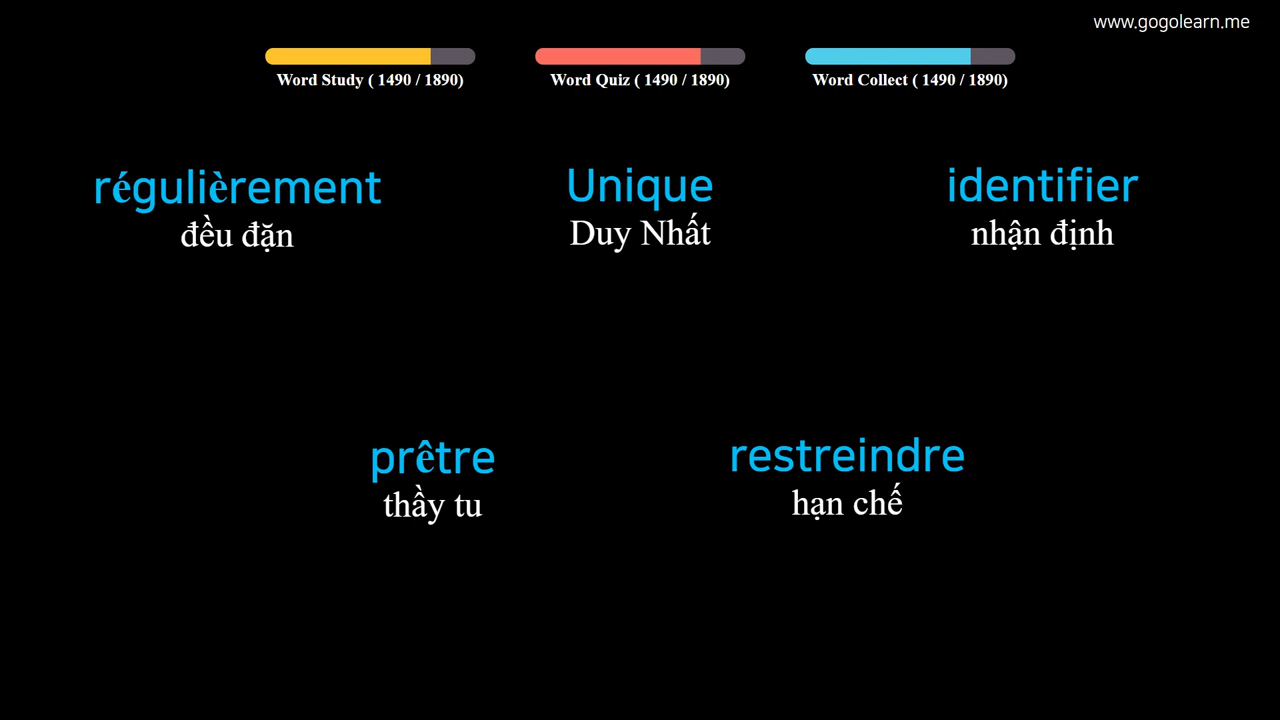 www.gogolearn.me
Word Study ( 1490 / 1890)
Word Quiz ( 1490 / 1890)
Word Collect ( 1490 / 1890)
régulièrement
đều đặn
Unique
Duy Nhất
identifier
nhận định
prêtre
thầy tu
restreindre
hạn chế